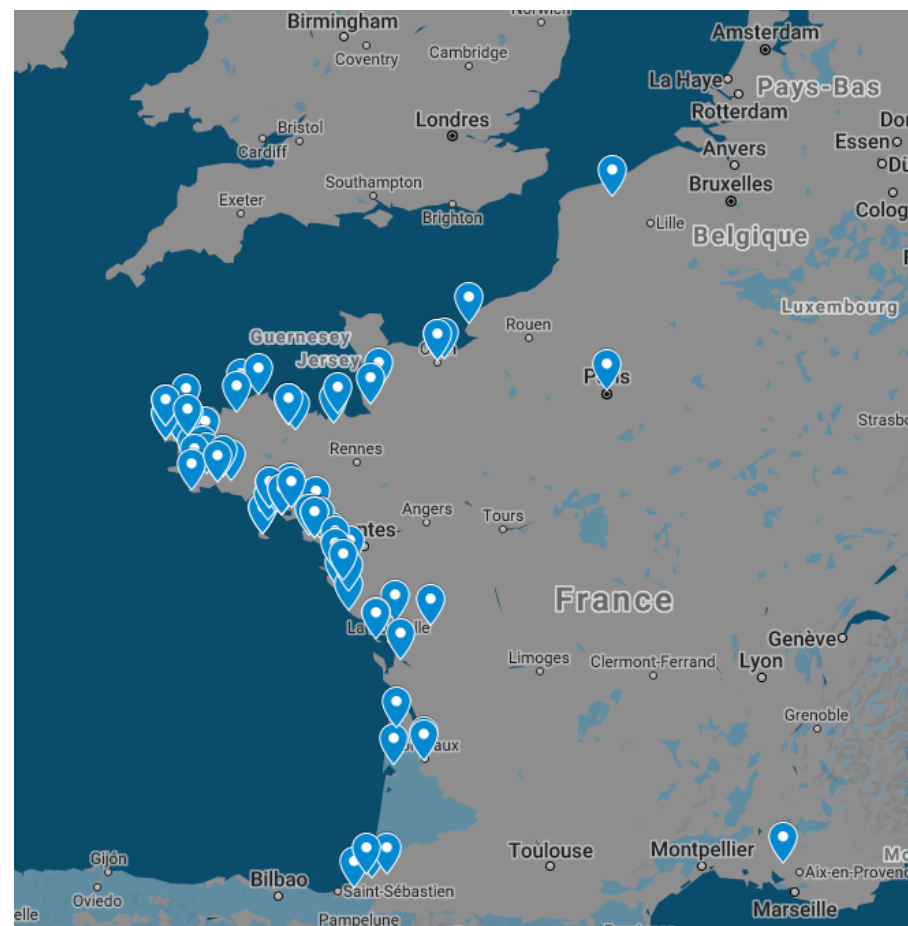 Norwich
Birmingham
Coventry
Cambridge
Amsterdam
La Haye
Pays-Bas
Rotterdam
Londres
Bristol
Cardiff
Anvers
Essen
Southampton
Bruxelles
Exeter
Brighton
Lille
Belgique
Luxembourg
Guernesey
Rouen
Jersey
Rennes
Angers
Tours
France
Genève
Limoges
Clermont-Ferrand
Lyon
Grenoble
Gijón
Toulouse
Montpellier
Bilbao
Saint-Sébastien
Aix-en-Proven
Oviedo
Marseille
Pampelune